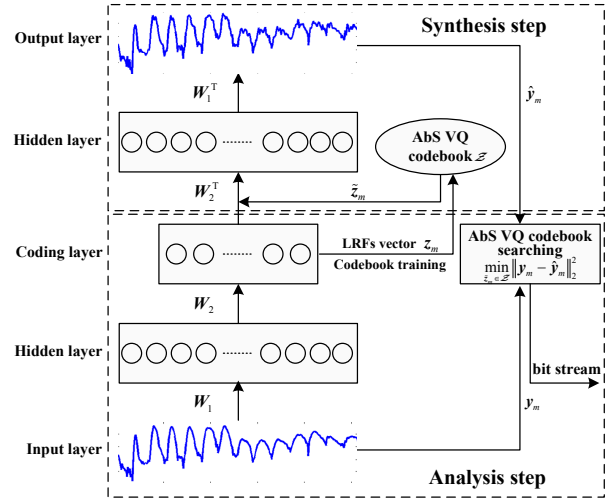 Output layer
Synthesis step
W₁ᵀ
ŷₘ
Hidden layer
AbS VQ
codebook 𝒵
W₂ᵀ
z̃ₘ
Coding layer
LRFs vector zₘ
Codebook training
AbS VQ codebook
searching
min ‖yₘ − ŷₘ‖₂²
z̃ₘ∈𝒵
W₂
Hidden layer
bit stream
W₁
yₘ
Input layer
Analysis step